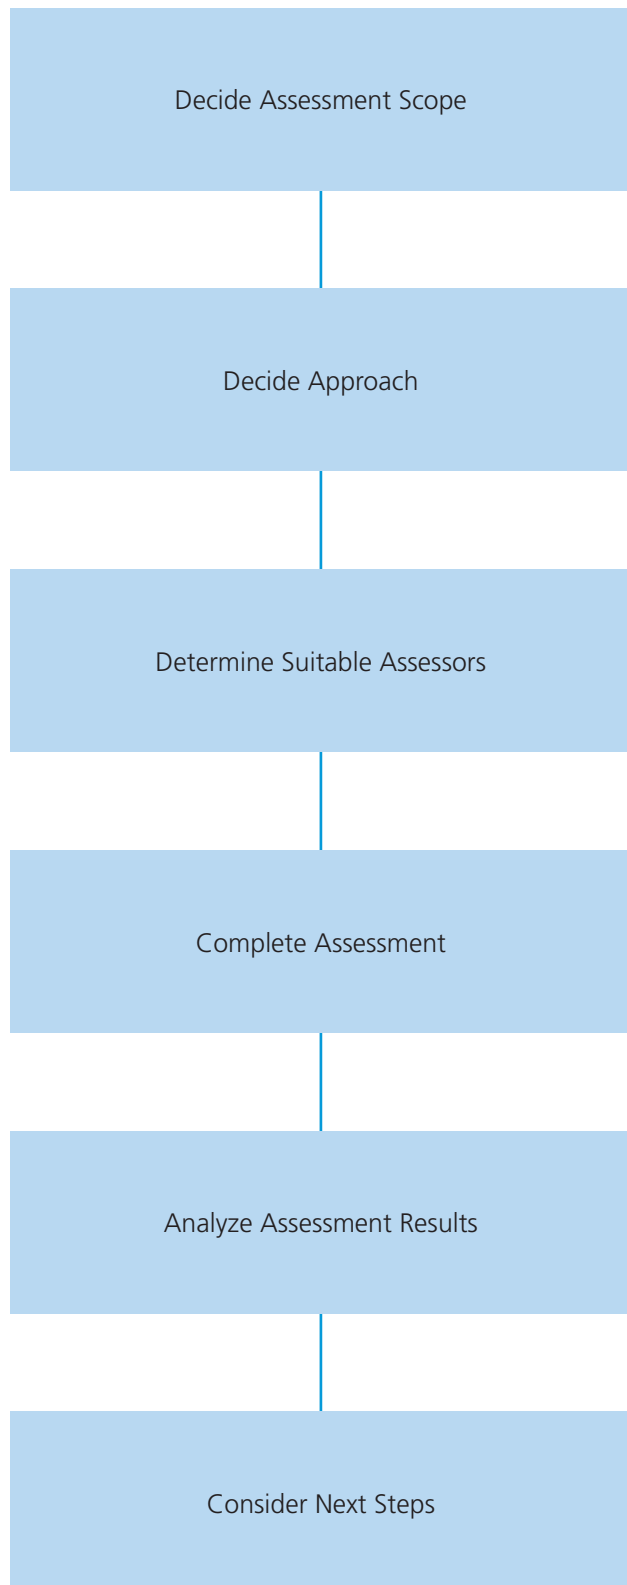 Decide Assessment Scope
Decide Approach
Determine Suitable Assessors
Complete Assessment
Analyze Assessment Results
Consider Next Steps